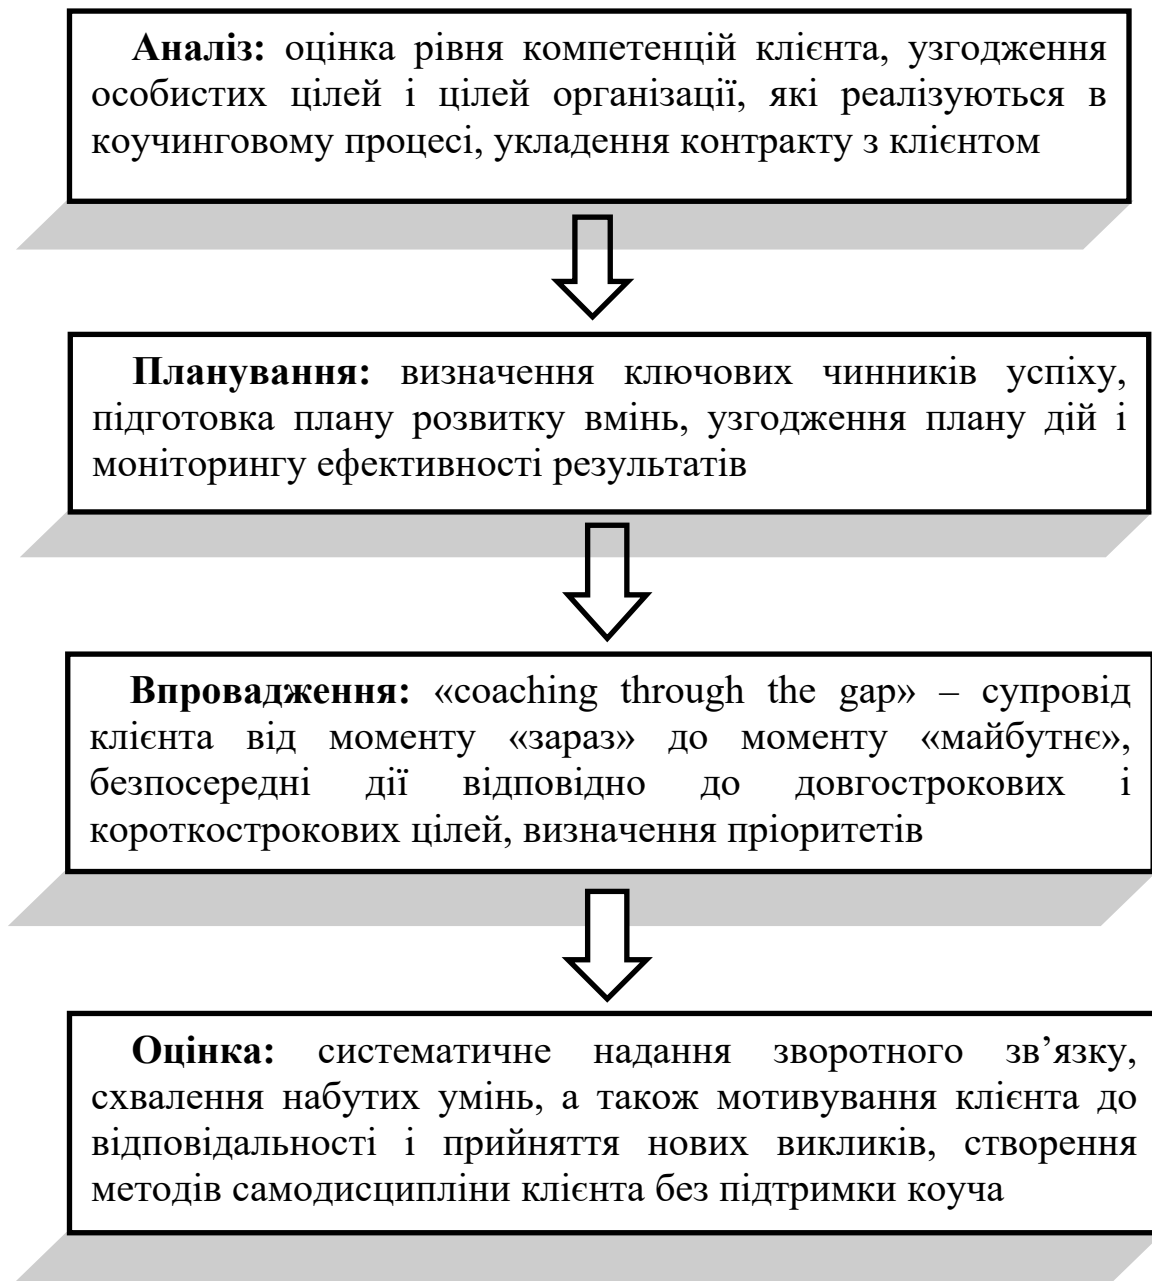 Аналіз: оцінка рівня компетенцій клієнта, узгодження
особистих цілей і цілей організації, які реалізуються в
коучинговому процесі, укладення контракту з клієнтом
Планування: визначення ключових чинників успіху,
підготовка плану розвитку вмінь, узгодження плану дій і
моніторингу ефективності результатів
Впровадження: «coaching through the gap» – супровід
клієнта від моменту «зараз» до моменту «майбутнє»,
безпосередні дії відповідно до довгострокових і
короткострокових цілей, визначення пріоритетів
Оцінка: систематичне надання зворотного зв’язку,
схвалення набутих умінь, а також мотивування клієнта до
відповідальності і прийняття нових викликів, створення
методів самодисципліни клієнта без підтримки коуча